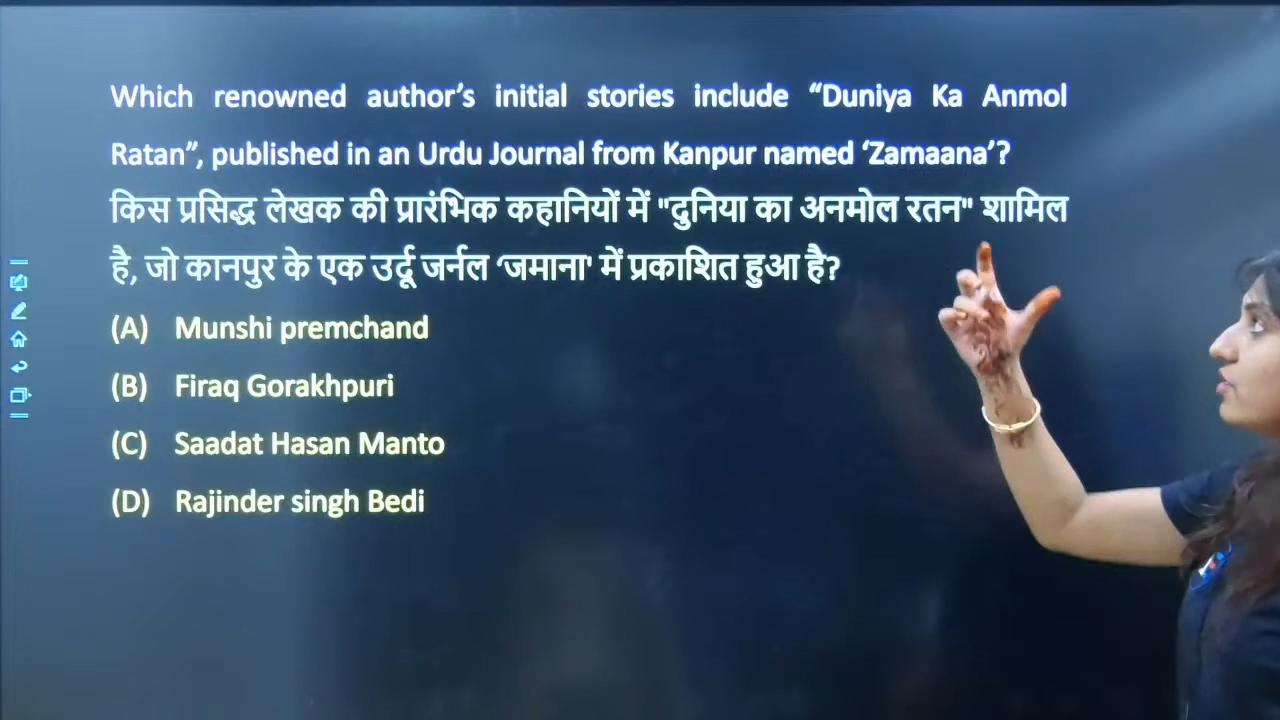 Which renowned author’s initial stories include “Duniya Ka Anmol
Ratan”, published in an Urdu Journal from Kanpur named ‘Zamaana’?
किस प्रसिद्ध लेखक की प्रारंभिक कहानियों में "दुनिया का अनमोल रतन" शामिल
है, जो कानपुर के एक उर्दू जर्नल ‘जमाना' में प्रकाशित हुआ है?
(A) Munshi premchand
(B) Firaq Gorakhpuri
(C) Saadat Hasan Manto
(D) Rajinder singh Bedi